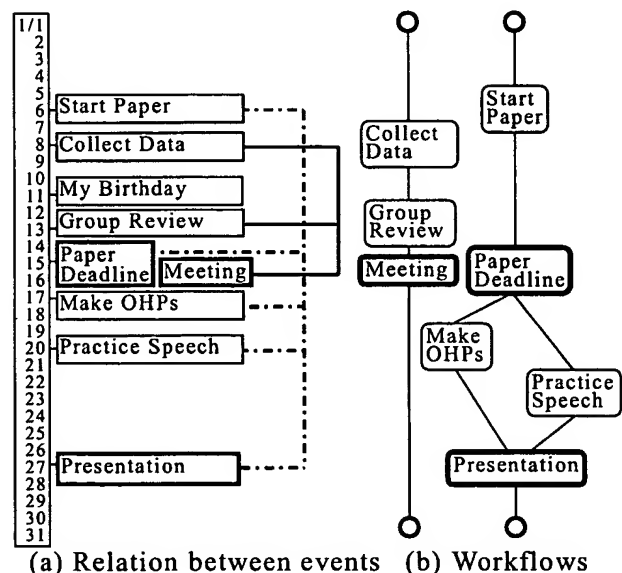 1/1
2
3
4
5
6
7
8
9
10
11
12
13
14
15
16
17
18
19
20
21
22
23
24
25
26
27
28
29
30
31
Start Paper
Collect Data
My Birthday
Group Review
Paper
Deadline
Meeting
Make OHPs
Practice Speech
Presentation
Collect
Data
Group
Review
Meeting
Start
Paper
Paper
Deadline
Make
OHPs
Practice
Speech
Presentation
(a) Relation between events
(b) Workflows